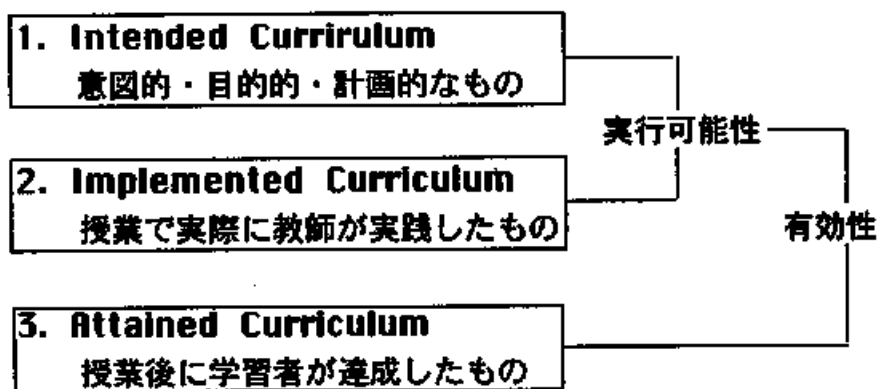 1. Intended Currirulum
意図的・目的的・計画的なもの
実行可能性
2. Implemented Curriculum
授業で実際に教師が実践したもの
有効性
3. Attained Curriculum
授業後に学習者が達成したもの